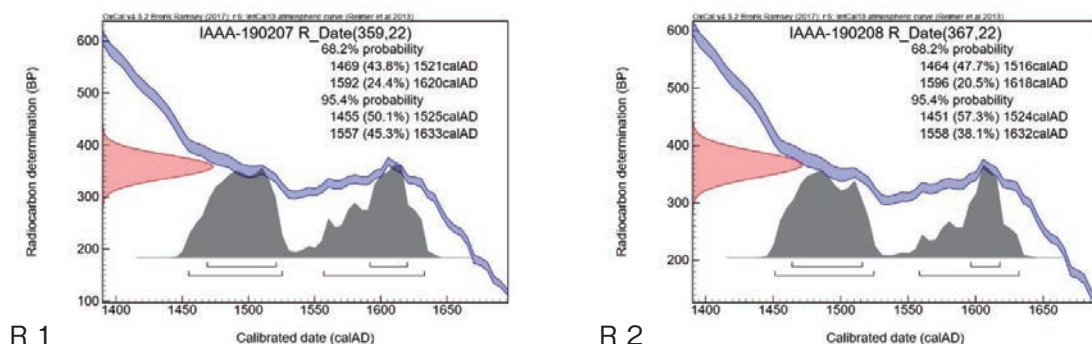 OxCal v4.3.2 Bronk Ramsey (2017); r:5; IntCal13 atmospheric curve (Reimer et al 2013)
IAAA-190207 R_Date(359,22)
68.2% probability
1469 (43.8%) 1521calAD
1592 (24.4%) 1620calAD
95.4% probability
1455 (50.1%) 1525calAD
1557 (45.3%) 1633calAD
Radiocarbon determination (BP)
600
500
400
300
200
100
1400 1450 1500 1550 1600 1650
Calibrated date (calAD)
R 1
OxCal v4.3.2 Bronk Ramsey (2017); r:5; IntCal13 atmospheric curve (Reimer et al 2013)
IAAA-190208 R_Date(367,22)
68.2% probability
1464 (47.7%) 1516calAD
1596 (20.5%) 1618calAD
95.4% probability
1451 (57.3%) 1524calAD
1558 (38.1%) 1632calAD
Radiocarbon determination (BP)
600
500
400
300
200
1400 1450 1500 1550 1600 1650
Calibrated date (calAD)
R 2